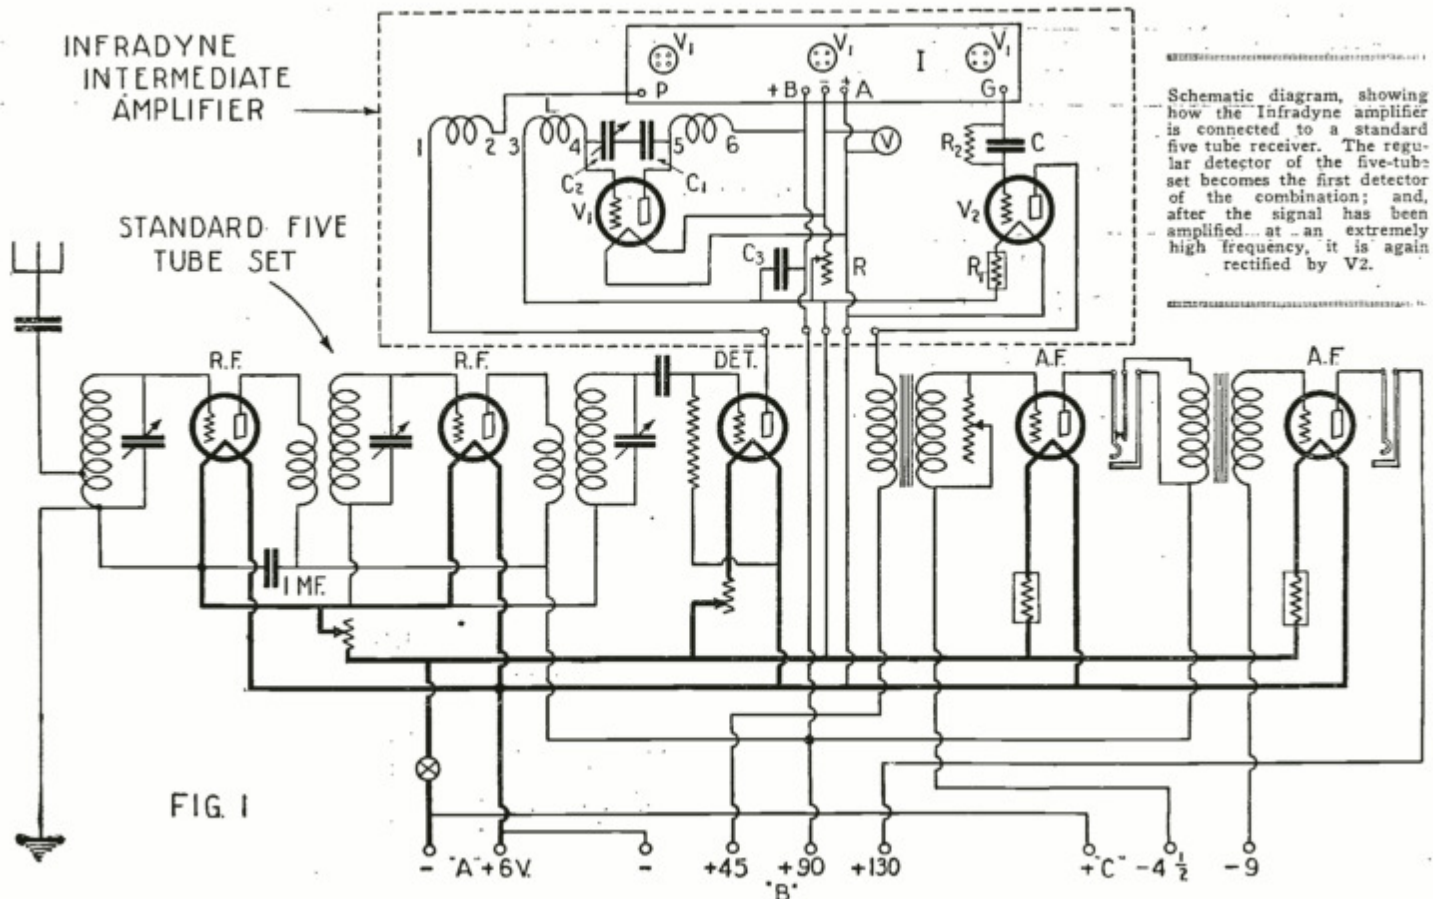 INFRADYNE
INTERMEDIATE
AMPLIFIER
V1 V1 I V1
P +B - + A G
1 2 3 L 4 5 6 V R2 C
C2 C1
V1 V2
C3 R R1
Schematic diagram, showing
how the Infradyne amplifier
is connected to a standard
five tube receiver. The regu-
lar detector of the five-tube
set becomes the first detector
of the combination; and,
after the signal has been
amplified at an extremely
high frequency, it is again
rectified by V2.
STANDARD FIVE
TUBE SET
R.F. R.F. DET. A.F. A.F.
1 MF.
FIG. 1
- "A" +6V. - +45 +90 +130 + "C" -4 1/2 -9
"B"